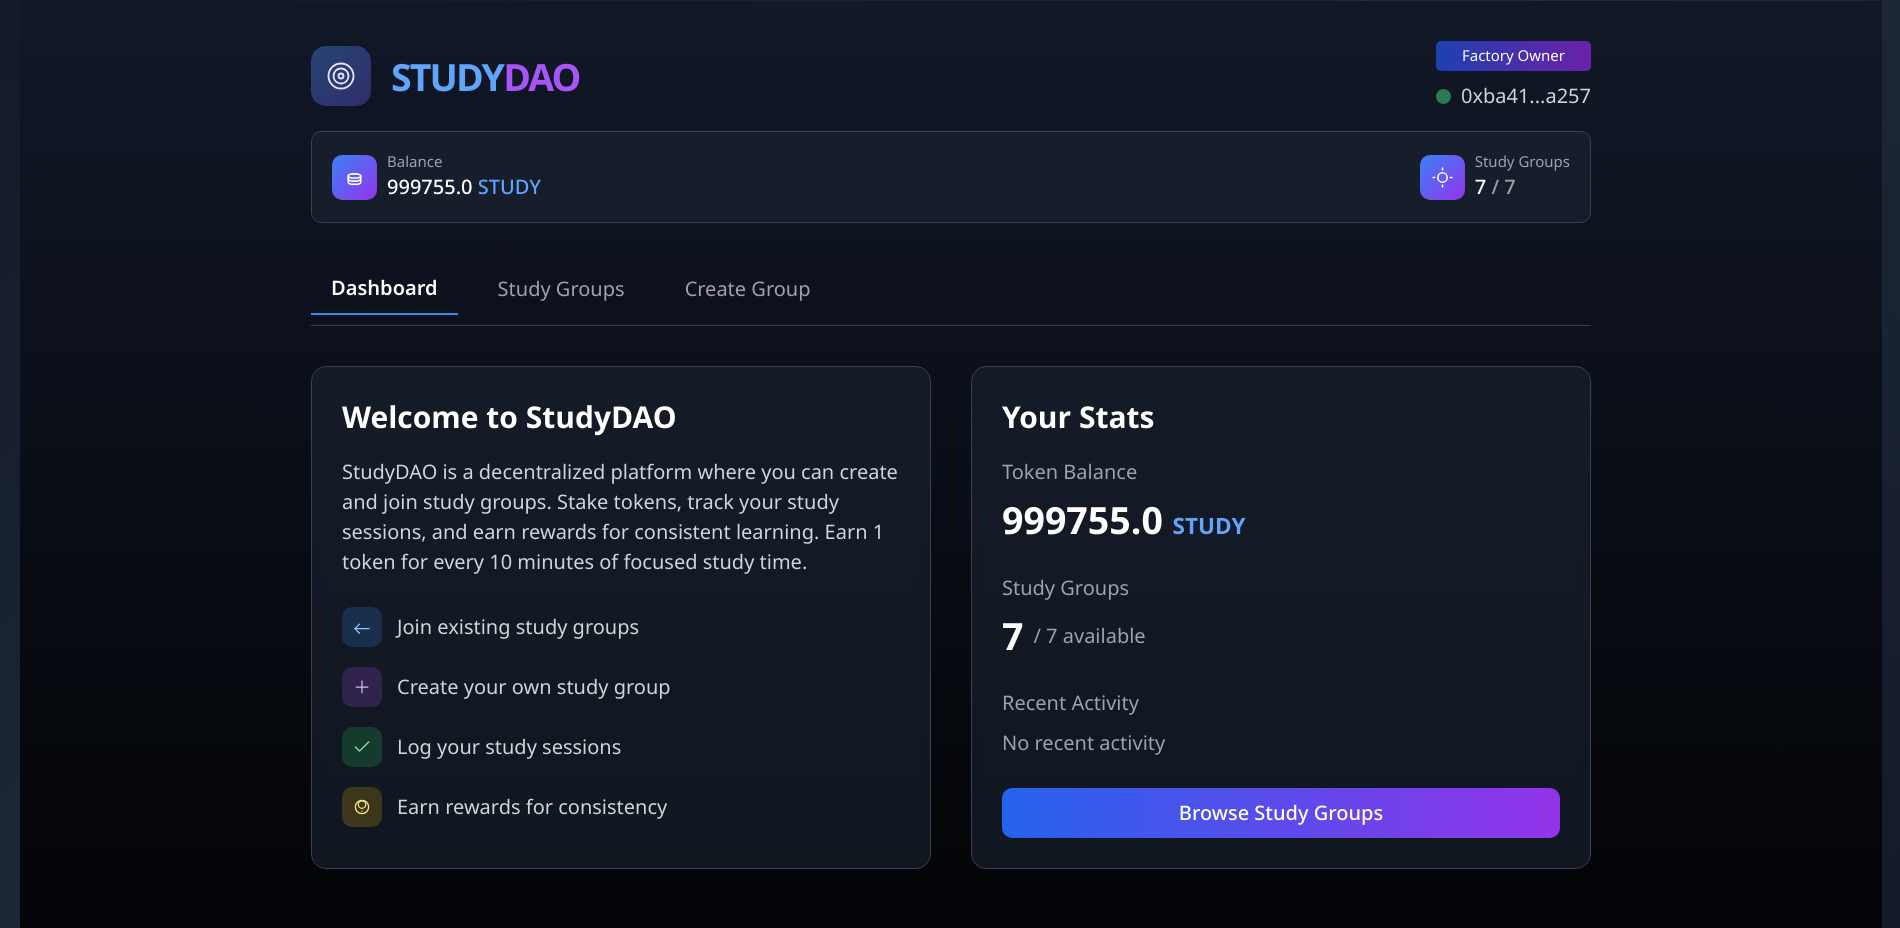 STUDYDAO
Factory Owner
0xba41...a257
Balance
999755.0 STUDY
Study Groups
7 / 7
Dashboard
Study Groups
Create Group
Welcome to StudyDAO
StudyDAO is a decentralized platform where you can create
and join study groups. Stake tokens, track your study
sessions, and earn rewards for consistent learning. Earn 1
token for every 10 minutes of focused study time.
Join existing study groups
Create your own study group
Log your study sessions
Earn rewards for consistency
Your Stats
Token Balance
999755.0 STUDY
Study Groups
7 / 7 available
Recent Activity
No recent activity
Browse Study Groups